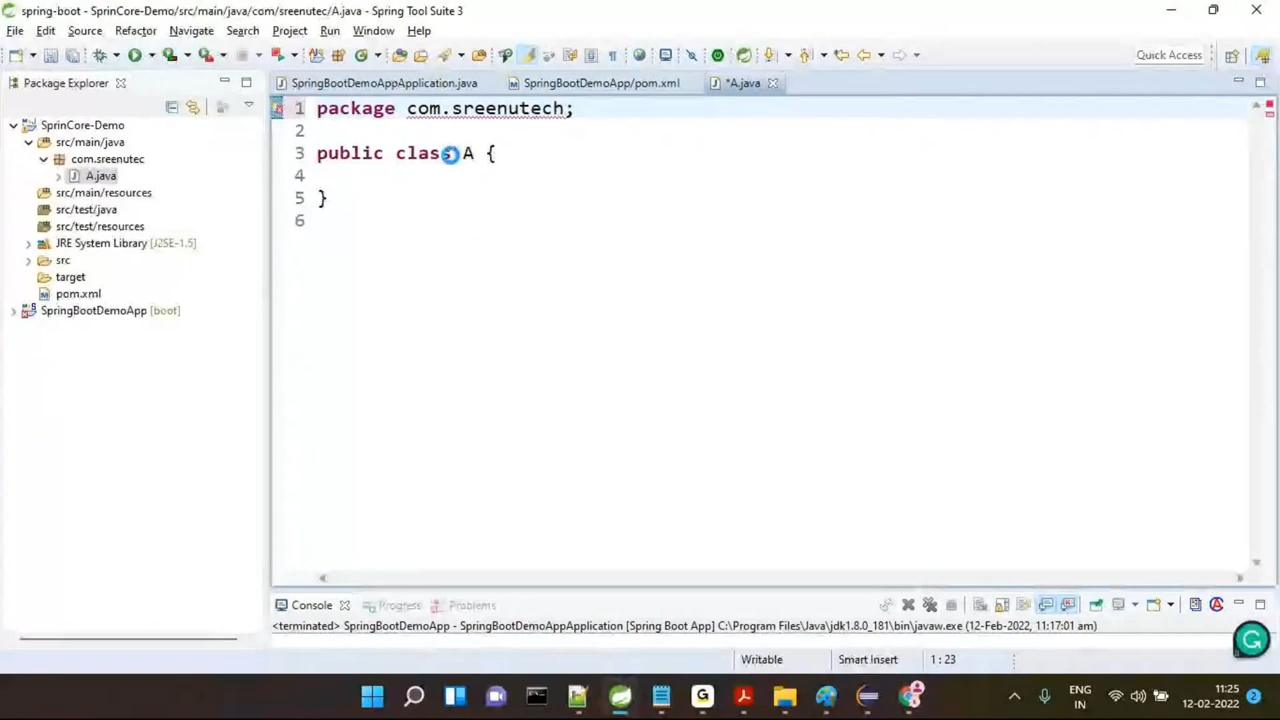 spring-boot - SprinCore-Demo/src/main/java/com/sreenutec/A.java - Spring Tool Suite 3
File Edit Source Refactor Navigate Search Project Run Window Help
Quick Access
Package Explorer
SpringBootDemoAppApplication.java SpringBootDemoApp/pom.xml *A.java
SprinCore-Demo
src/main/java
com.sreenutec
A.java
src/main/resources
src/test/java
src/test/resources
JRE System Library [J2SE-1.5]
src
target
pom.xml
SpringBootDemoApp [boot]
1 package com.sreenutech;
2
3 public class A {
4
5 }
6
Console Progress Problems
<terminated> SpringBootDemoApp - SpringBootDemoAppApplication [Spring Boot App] C:\Program Files\Java\jdk1.8.0_181\bin\javaw.exe (12-Feb-2022, 11:17:01 am)
Writable Smart Insert 1 : 23
ENG
IN
11:25
12-02-2022
2